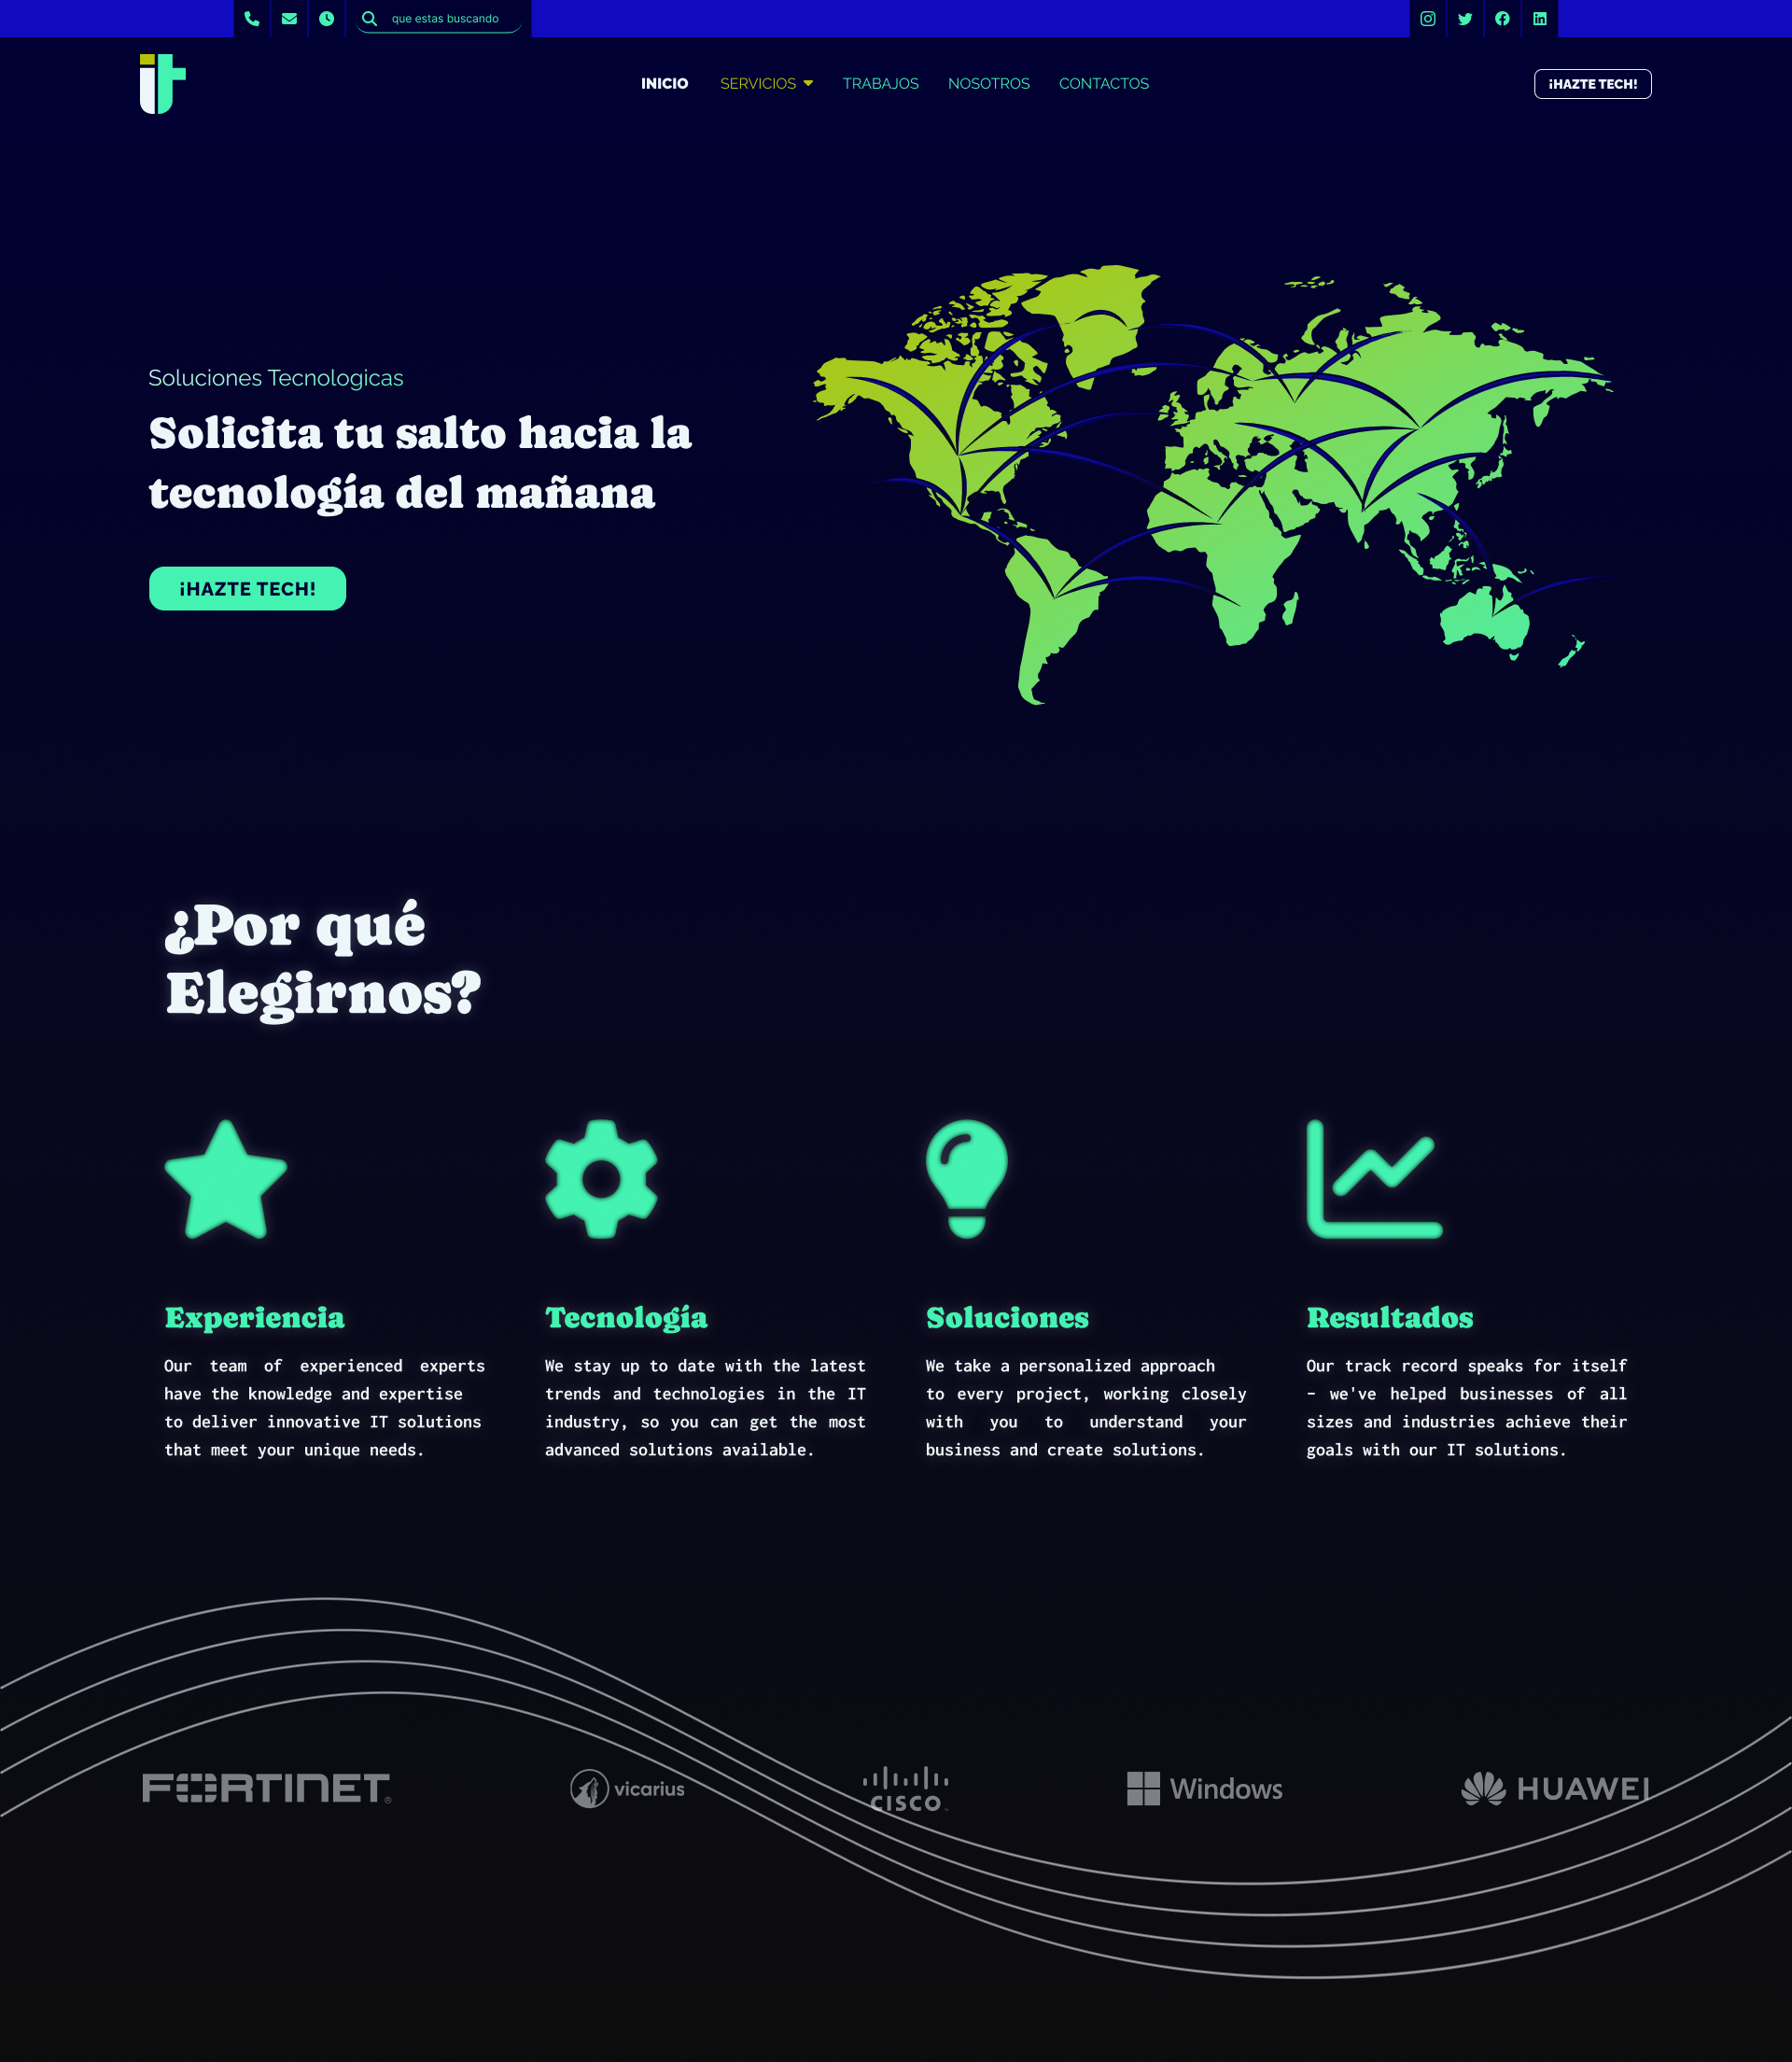 que estas buscando
it
INICIO SERVICIOS TRABAJOS NOSOTROS CONTACTOS ¡HAZTE TECH!
Soluciones Tecnologicas
Solicita tu salto hacia la
tecnología del mañana
¡HAZTE TECH!
¿Por qué
Elegirnos?
Experiencia
Our team of experienced experts
have the knowledge and expertise
to deliver innovative IT solutions
that meet your unique needs.
Tecnología
We stay up to date with the latest
trends and technologies in the IT
industry, so you can get the most
advanced solutions available.
Soluciones
We take a personalized approach
to every project, working closely
with you to understand your
business and create solutions.
Resultados
Our track record speaks for itself
– we've helped businesses of all
sizes and industries achieve their
goals with our IT solutions.
FORTINET®
vicarius
CISCO™
Windows
HUAWEI